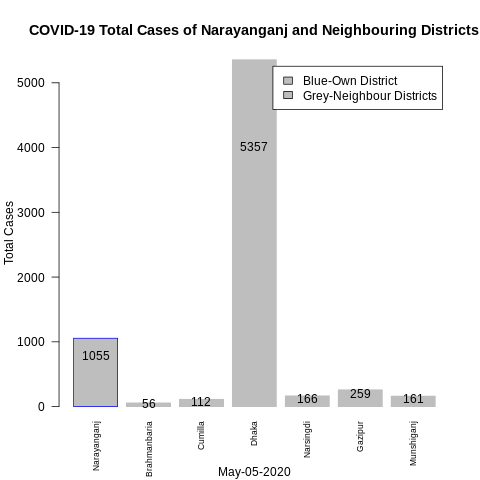 COVID-19 Total Cases of Narayanganj and Neighbouring Districts
Blue-Own District
Grey-Neighbour Districts
Total Cases
5000
4000
3000
2000
1000
0
1055
56
112
5357
166
259
161
Narayanganj
Brahmanbaria
Cumilla
Dhaka
Narsingdi
Gazipur
Munshiganj
May-05-2020